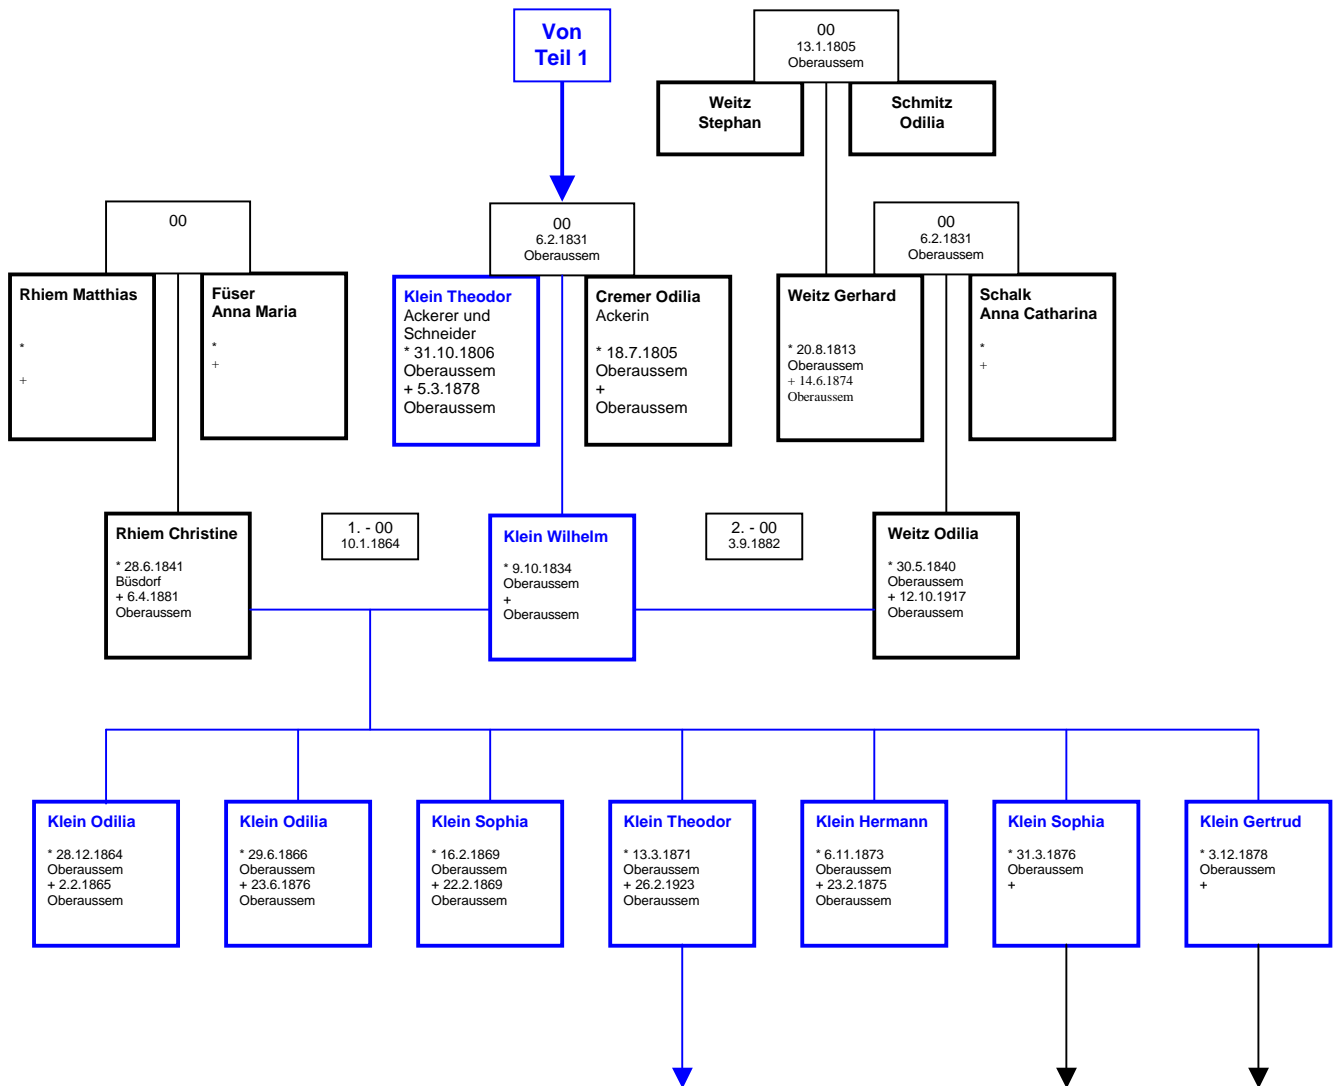 Von
Teil 1
00
13.1.1805
Oberaussem
Weitz
Stephan
Schmitz
Odilia
00
00
6.2.1831
Oberaussem
00
6.2.1831
Oberaussem
Rhiem Matthias
*
+
Füser
Anna Maria
*
+
Klein Theodor
Ackerer und
Schneider
* 31.10.1806
Oberaussem
+ 5.3.1878
Oberaussem
Cremer Odilia
Ackerin
* 18.7.1805
Oberaussem
+
Oberaussem
Weitz Gerhard
* 20.8.1813
Oberaussem
+ 14.6.1874
Oberaussem
Schalk
Anna Catharina
*
+
Rhiem Christine
* 28.6.1841
Büsdorf
+ 6.4.1881
Oberaussem
1. - 00
10.1.1864
Klein Wilhelm
* 9.10.1834
Oberaussem
+
Oberaussem
2. - 00
3.9.1882
Weitz Odilia
* 30.5.1840
Oberaussem
+ 12.10.1917
Oberaussem
Klein Odilia
* 28.12.1864
Oberaussem
+ 2.2.1865
Oberaussem
Klein Odilia
* 29.6.1866
Oberaussem
+ 23.6.1876
Oberaussem
Klein Sophia
* 16.2.1869
Oberaussem
+ 22.2.1869
Oberaussem
Klein Theodor
* 13.3.1871
Oberaussem
+ 26.2.1923
Oberaussem
Klein Hermann
* 6.11.1873
Oberaussem
+ 23.2.1875
Oberaussem
Klein Sophia
* 31.3.1876
Oberaussem
+
Klein Gertrud
* 3.12.1878
Oberaussem
+